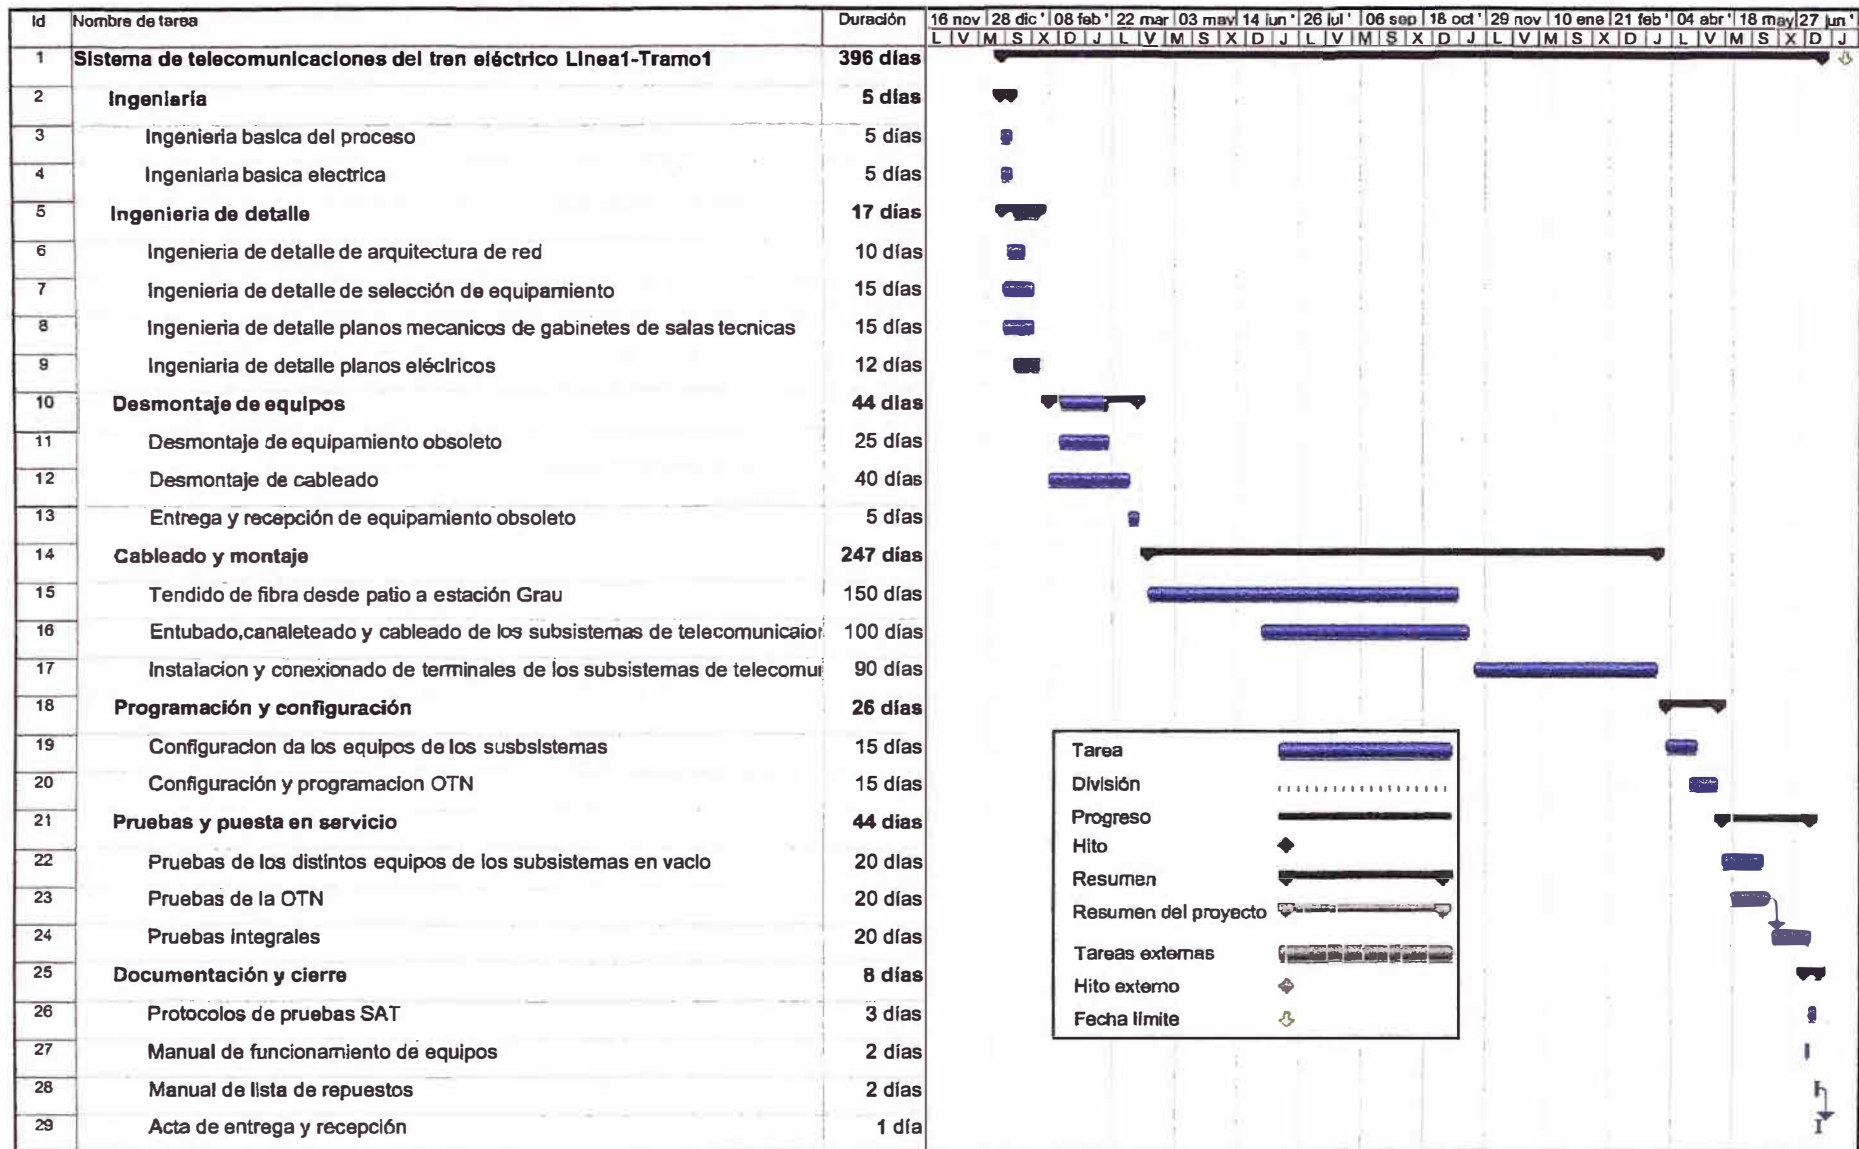 Id Nombre de tarea Duración 16 nov 28 dic ' 08 feb ' 22 mar 03 may 14 jun ' 26 jul ' 06 sep 18 oct ' 29 nov 10 ene 21 feb ' 04 abr ' 18 may 27 jun '
L V M S X D J L V M S X D J L V M S X D J L V M S X D J L V
1 Sistema de telecomunicaciones del tren eléctrico Linea1-Tramo1 396 días
2 Ingeniaría 5 días
3 Ingenieria basica del proceso 5 días
4 Ingeniaria basica electrica 5 días
5 Ingenieria de detalle 17 días
6 Ingenieria de detalle de arquitectura de red 10 días
7 Ingenieria de detalle de selección de equipamiento 15 días
8 Ingenieria de detalle planos mecanicos de gabinetes de salas tecnicas 15 días
9 Ingeniaria de detalle planos eléclricos 12 días
10 Desmontaje de equipos 44 dlas
11 Desmontaje de equipamiento obsoleto 25 días
12 Desmontaje de cableado 40 días
13 Entrega y recepción de equipamiento obsoleto 5 días
14 Cableado y montaje 247 días
15 Tendido de fibra desde patio a estación Grau 150 días
16 Entubado,canaleteado y cableado de los subsistemas de telecomunicaior 100 días
17 Instalacion y conexionado de terminales de los subsistemas de telecomui 90 días
18 Programación y configuración 26 días
19 Configuracion da los equipos de los susbsistemas 15 días
20 Configuración y programacion OTN 15 días
21 Pruebas y puesta en servicio 44 días
22 Pruebas de los distintos equipos de los subsistemas en vaclo 20 dlas
23 Pruebas de la OTN 20 días
24 Pruebas integrales 20 días
25 Documentación y cierre 8 días
26 Protocolos de pruebas SAT 3 días
27 Manual de funcionamiento de equipos 2 días
28 Manual de lista de repuestos 2 días
29 Acta de entrega y recepción 1 día
Tarea
División
Progreso
Hito
Resumen
Resumen del proyecto
Tareas externas
Hito externo
Fecha límite